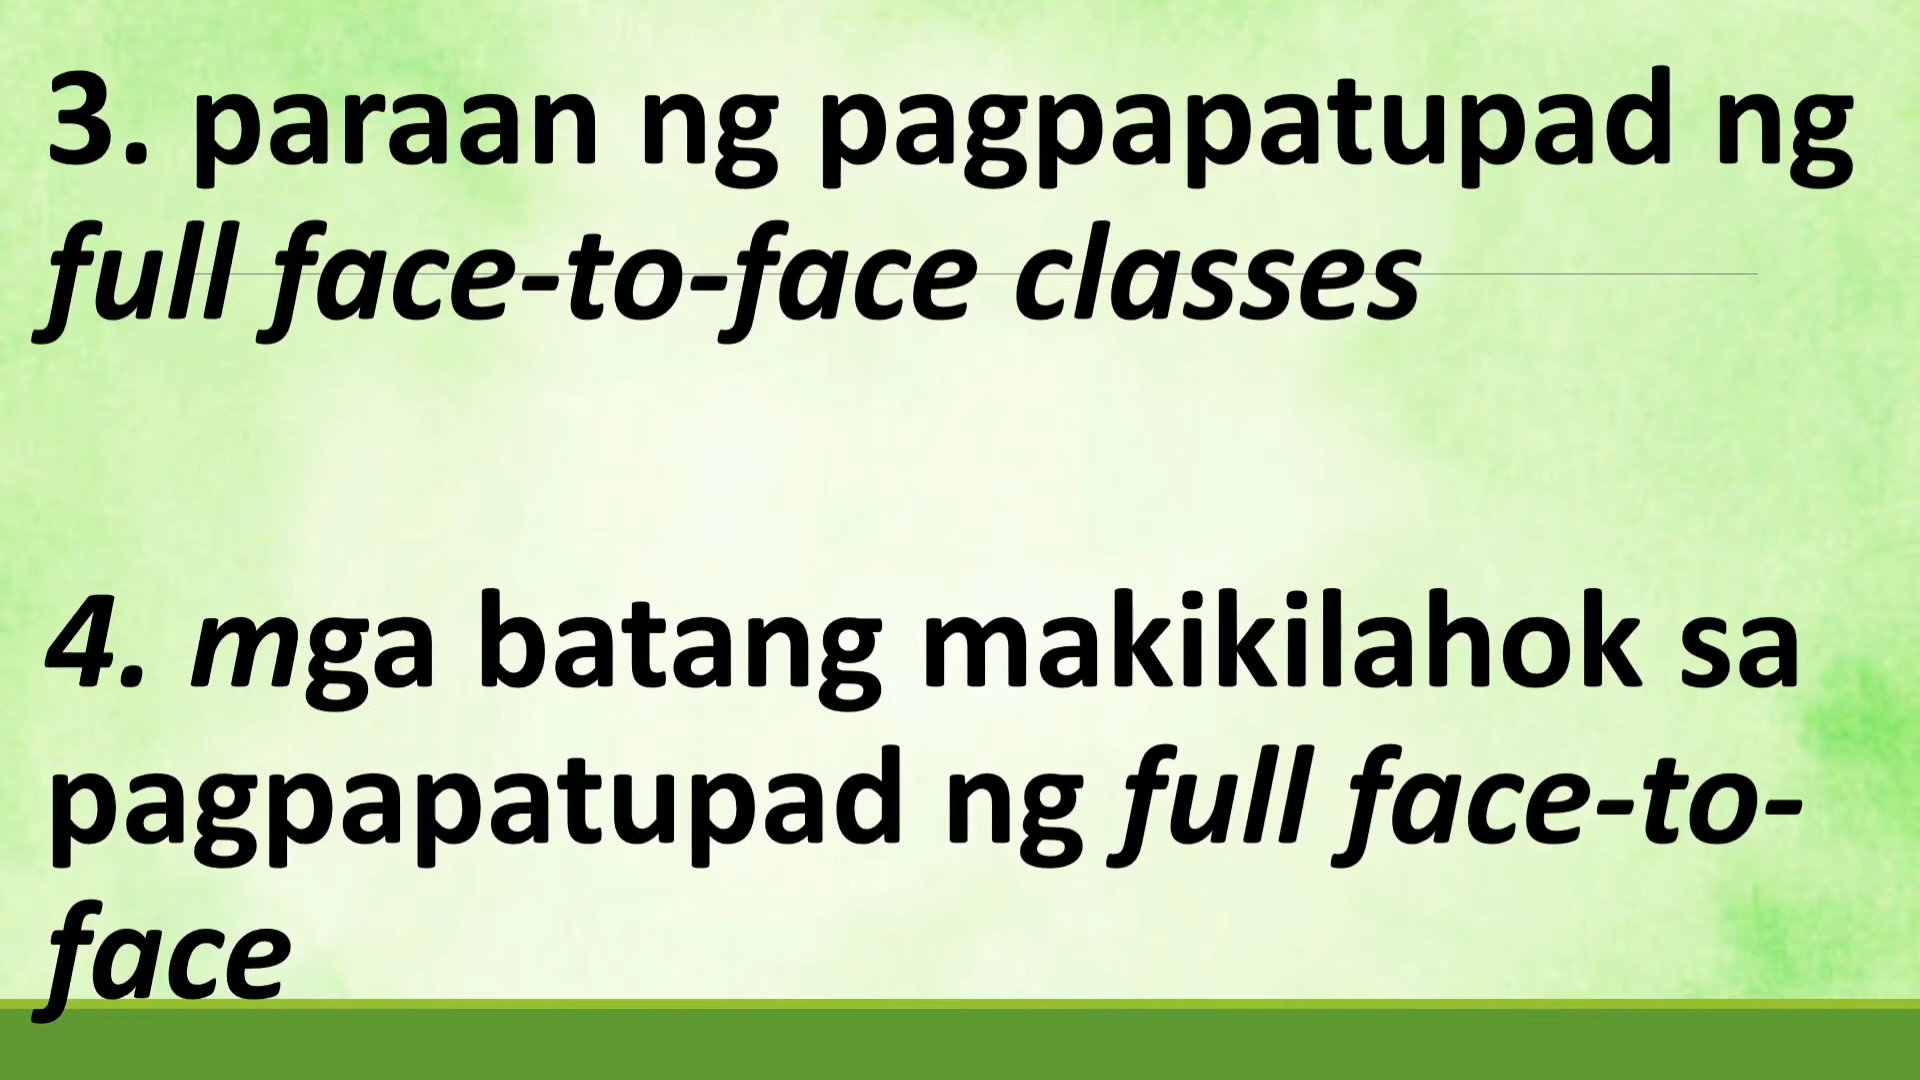 3. paraan ng pagpapatupad ng
full face-to-face classes
4. mga batang makikilahok sa
pagpapatupad ng full face-to-
face